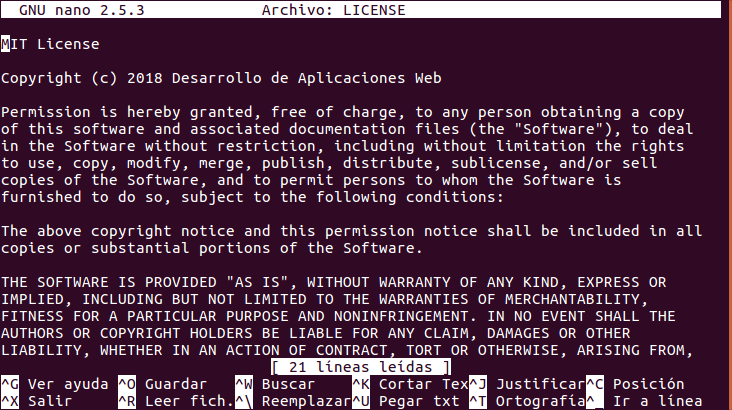 GNU nano 2.5.3 Archivo: LICENSE
MIT License
Copyright (c) 2018 Desarrollo de Aplicaciones Web
Permission is hereby granted, free of charge, to any person obtaining a copy
of this software and associated documentation files (the "Software"), to deal
in the Software without restriction, including without limitation the rights
to use, copy, modify, merge, publish, distribute, sublicense, and/or sell
copies of the Software, and to permit persons to whom the Software is
furnished to do so, subject to the following conditions:
The above copyright notice and this permission notice shall be included in all
copies or substantial portions of the Software.
THE SOFTWARE IS PROVIDED "AS IS", WITHOUT WARRANTY OF ANY KIND, EXPRESS OR
IMPLIED, INCLUDING BUT NOT LIMITED TO THE WARRANTIES OF MERCHANTABILITY,
FITNESS FOR A PARTICULAR PURPOSE AND NONINFRINGEMENT. IN NO EVENT SHALL THE
AUTHORS OR COPYRIGHT HOLDERS BE LIABLE FOR ANY CLAIM, DAMAGES OR OTHER
LIABILITY, WHETHER IN AN ACTION OF CONTRACT, TORT OR OTHERWISE, ARISING FROM,
[ 21 líneas leídas ]
^G Ver ayuda ^O Guardar ^W Buscar ^K Cortar Tex ^J Justificar ^C Posición
^X Salir ^R Leer fich. ^\ Reemplazar ^U Pegar txt ^T Ortografía ^_ Ir a línea